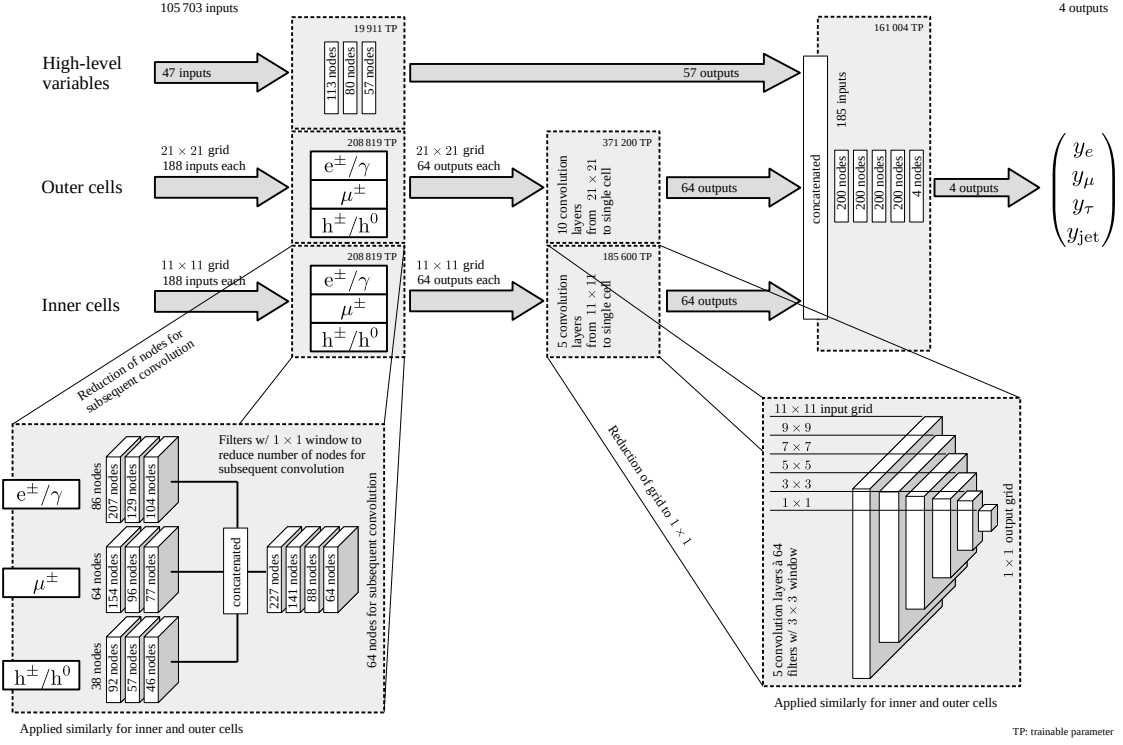 105 703 inputs
4 outputs
19 911 TP
161 004 TP
High-level
variables
47 inputs
113 nodes
80 nodes
57 nodes
57 outputs
185 inputs
21 × 21 grid
188 inputs each
208 819 TP
21 × 21 grid
64 outputs each
371 200 TP
Outer cells
e±/γ
μ±
h±/h⁰
10 convolution
layers
from 21 × 21
to single cell
64 outputs
concatenated
200 nodes
200 nodes
200 nodes
200 nodes
4 nodes
4 outputs
y_e
y_μ
y_τ
y_jet
11 × 11 grid
188 inputs each
208 819 TP
11 × 11 grid
64 outputs each
185 600 TP
Inner cells
e±/γ
μ±
h±/h⁰
5 convolution
layers
from 11 × 11
to single cell
64 outputs
Reduction of nodes for
subsequent convolution
Filters w/ 1 × 1 window to
reduce number of nodes for
subsequent convolution
e±/γ
86 nodes
207 nodes
129 nodes
104 nodes
μ±
64 nodes
154 nodes
96 nodes
77 nodes
h±/h⁰
38 nodes
92 nodes
57 nodes
46 nodes
concatenated
227 nodes
141 nodes
88 nodes
64 nodes
64 nodes for subsequent convolution
Applied similarly for inner and outer cells
Reduction of grid to 1 × 1
11 × 11 input grid
9 × 9
7 × 7
5 × 5
3 × 3
1 × 1
5 convolution layers à 64
filters w/ 3 × 3 window
1 × 1 output grid
Applied similarly for inner and outer cells
TP: trainable parameter